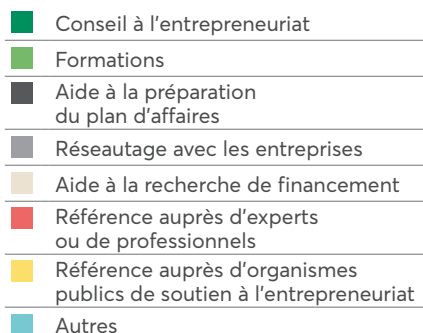 Conseil à l'entrepreneuriat
Formations
Aide à la préparation
du plan d'affaires
Réseautage avec les entreprises
Aide à la recherche de financement
Référence auprès d'experts
ou de professionnels
Référence auprès d'organismes
publics de soutien à l'entrepreneuriat
Autres